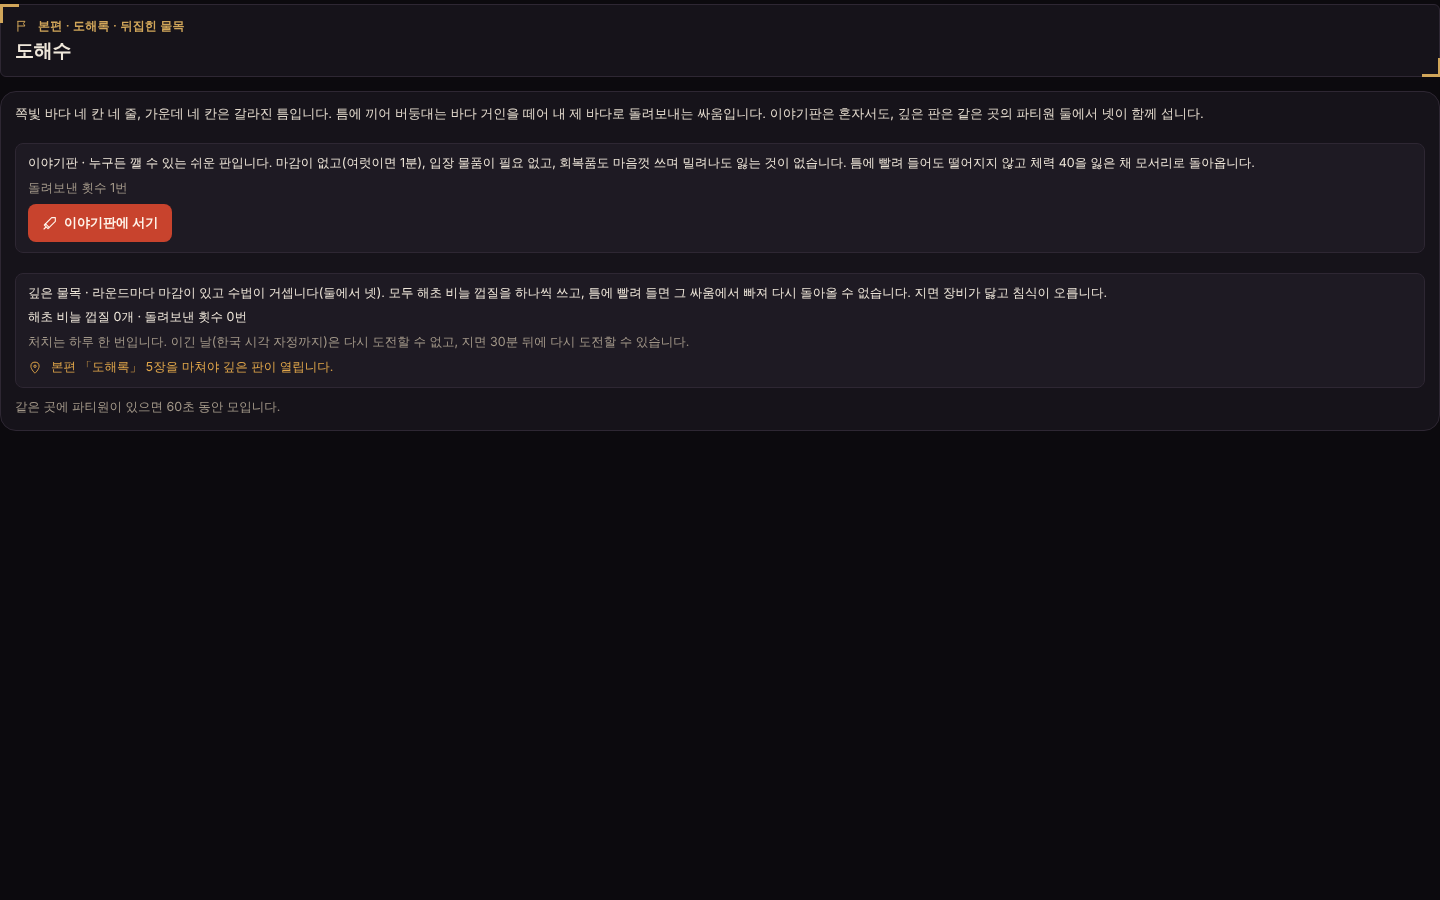 본편 · 도해록 · 뒤집힌 물목
도해수
쪽빛 바다 네 칸 네 줄, 가운데 네 칸은 갈라진 틈입니다. 틈에 끼어 버둥대는 바다 거인을 떼어 내 제 바다로 돌려보내는 싸움입니다. 이야기판은 혼자서도, 깊은 판은 같은 곳의 파티원 둘에서 넷이 함께 섭니다.
이야기판 · 누구든 깰 수 있는 쉬운 판입니다. 마감이 없고(여럿이면 1분), 입장 물품이 필요 없고, 회복품도 마음껏 쓰며 밀려나도 잃는 것이 없습니다. 틈에 빨려 들어도 떨어지지 않고 체력 40을 잃은 채 모서리로 돌아옵니다.
돌려보낸 횟수 1번
이야기판에 서기
깊은 물목 · 라운드마다 마감이 있고 수법이 거셉니다(둘에서 넷). 모두 해초 비늘 껍질을 하나씩 쓰고, 틈에 빨려 들면 그 싸움에서 빠져 다시 돌아올 수 없습니다. 지면 장비가 닳고 침식이 오릅니다.
해초 비늘 껍질 0개 · 돌려보낸 횟수 0번
처치는 하루 한 번입니다. 이긴 날(한국 시각 자정까지)은 다시 도전할 수 없고, 지면 30분 뒤에 다시 도전할 수 있습니다.
본편 「도해록」 5장을 마쳐야 깊은 판이 열립니다.
같은 곳에 파티원이 있으면 60초 동안 모입니다.